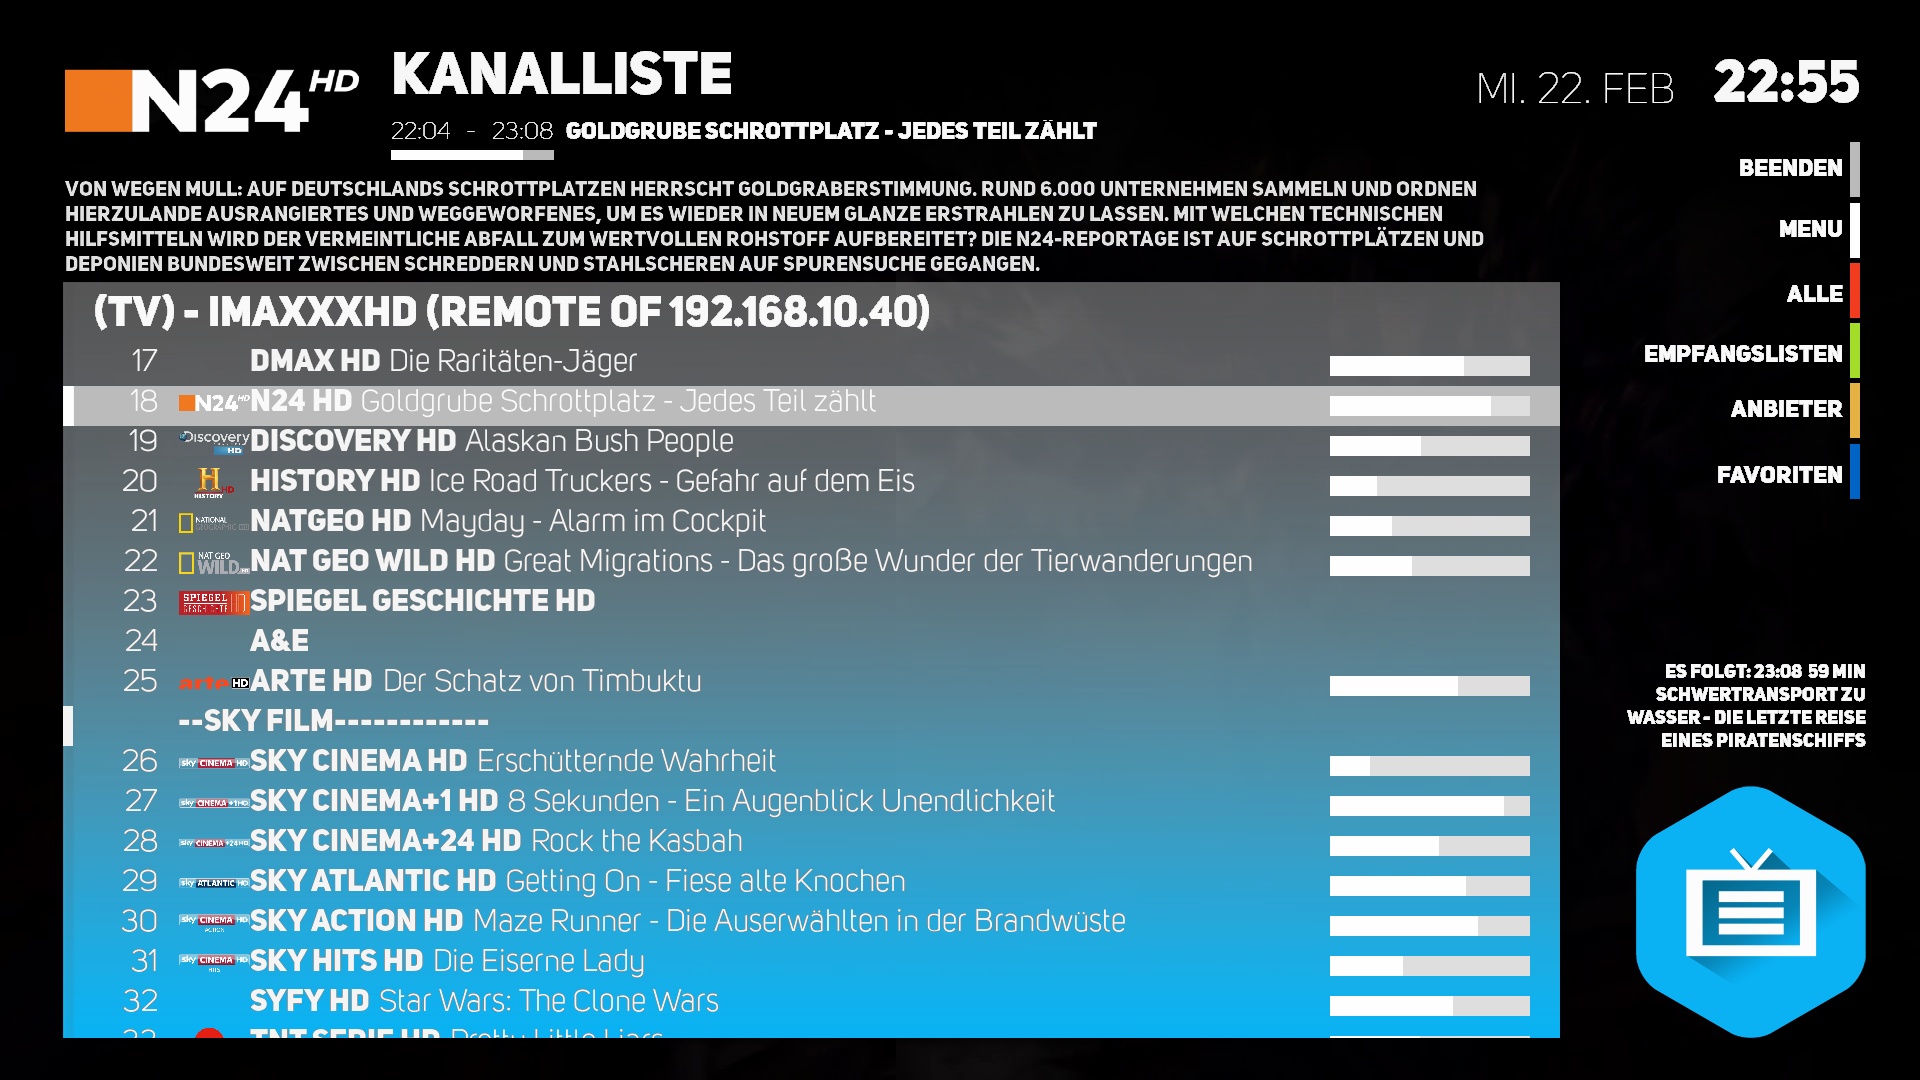 N24 HD
KANALLISTE
MI. 22. FEB 22:55
22:04 - 23:08 GOLDGRUBE SCHROTTPLATZ - JEDES TEIL ZÄHLT
VON WEGEN MULL: AUF DEUTSCHLANDS SCHROTTPLATZEN HERRSCHT GOLDGRABERSTIMMUNG. RUND 6.000 UNTERNEHMEN SAMMELN UND ORDNEN
HIERZULANDE AUSRANGIERTES UND WEGGEWORFENES, UM ES WIEDER IN NEUEM GLANZE ERSTRAHLEN ZU LASSEN. MIT WELCHEN TECHNISCHEN
HILFSMITTELN WIRD DER VERMEINTLICHE ABFALL ZUM WERTVOLLEN ROHSTOFF AUFBEREITET? DIE N24-REPORTAGE IST AUF SCHROTTPLÄTZEN UND
DEPONIEN BUNDESWEIT ZWISCHEN SCHREDDERN UND STAHLSCHEREN AUF SPURENSUCHE GEGANGEN.
(TV) - IMAXXXHD (REMOTE OF 192.168.10.40)
17 DMAX HD Die Raritäten-Jäger
18 N24 HD N24 HD Goldgrube Schrottplatz - Jedes Teil zählt
19 Discovery HD DISCOVERY HD Alaskan Bush People
20 H HISTORY HD HISTORY HD Ice Road Truckers - Gefahr auf dem Eis
21 NATIONAL GEOGRAPHIC NATGEO HD Mayday - Alarm im Cockpit
22 NAT GEO WILD HD NAT GEO WILD HD Great Migrations - Das große Wunder der Tierwanderungen
23 SPIEGEL GESCHICHTE HD SPIEGEL GESCHICHTE HD
24 A&E
25 arte HD ARTE HD Der Schatz von Timbuktu
--SKY FILM------------
26 sky CINEMA HD SKY CINEMA HD Erschütternde Wahrheit
27 sky CINEMA +1 HD SKY CINEMA+1 HD 8 Sekunden - Ein Augenblick Unendlichkeit
28 sky CINEMA +24 HD SKY CINEMA+24 HD Rock the Kasbah
29 sky ATLANTIC HD SKY ATLANTIC HD Getting On - Fiese alte Knochen
30 sky CINEMA HD ACTION SKY ACTION HD Maze Runner - Die Auserwählten in der Brandwüste
31 sky CINEMA HD HITS SKY HITS HD Die Eiserne Lady
32 SYFY HD Star Wars: The Clone Wars
33 TNT SERIE HD Pretty Little Liars
BEENDEN
MENU
ALLE
EMPFANGSLISTEN
ANBIETER
FAVORITEN
ES FOLGT: 23:08 59 MIN
SCHWERTRANSPORT ZU
WASSER - DIE LETZTE REISE
EINES PIRATENSCHIFFS